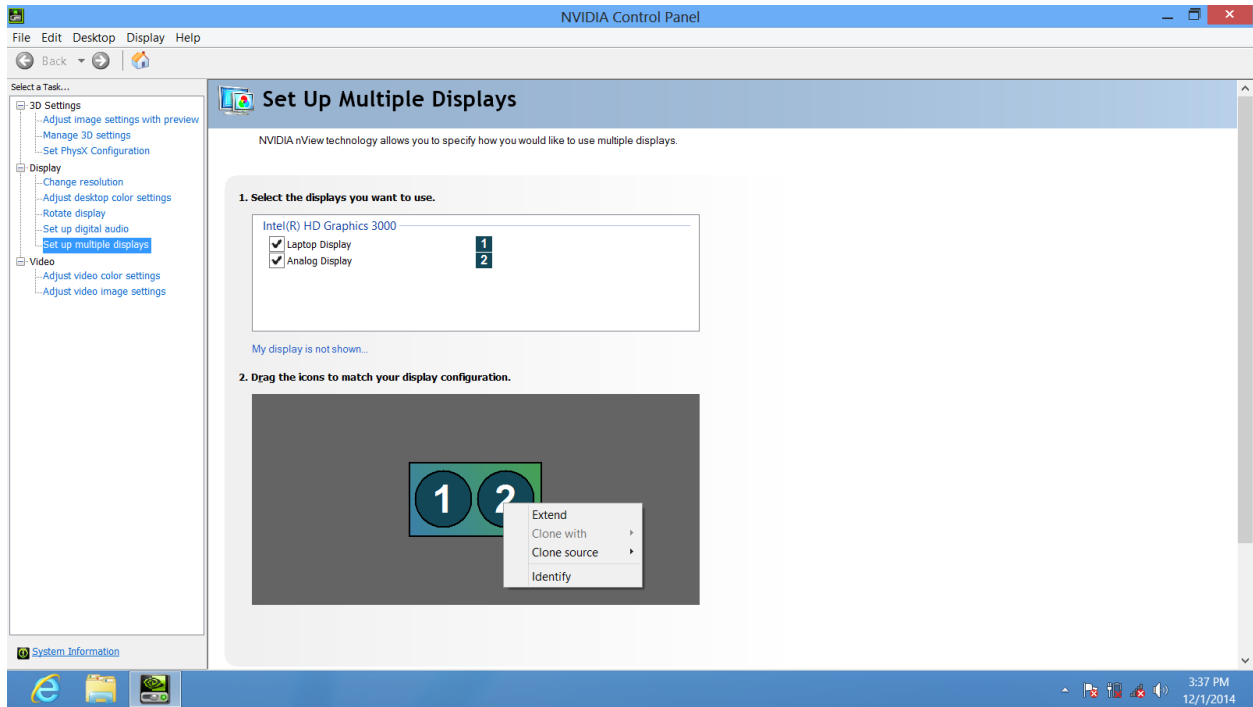 NVIDIA Control Panel
File Edit Desktop Display Help
Back
Select a Task...
3D Settings
Adjust image settings with preview
Manage 3D settings
Set PhysX Configuration
Display
Change resolution
Adjust desktop color settings
Rotate display
Set up digital audio
Set up multiple displays
Video
Adjust video color settings
Adjust video image settings
System Information
Set Up Multiple Displays
NVIDIA nView technology allows you to specify how you would like to use multiple displays.
1. Select the displays you want to use.
Intel(R) HD Graphics 3000
Laptop Display 1
Analog Display 2
My display is not shown...
2. Drag the icons to match your display configuration.
1 2
Extend
Clone with
Clone source
Identify
3:37 PM
12/1/2014